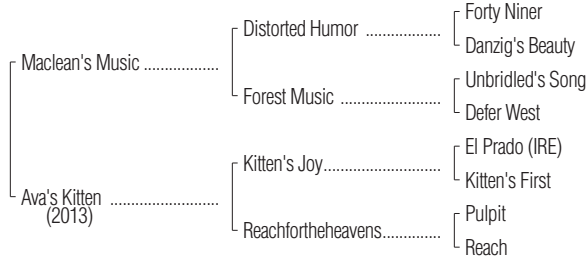 Forty Niner
Distorted Humor ..................
Danzig's Beauty
Maclean's Music .................
Unbridled's Song
Forest Music .........................
Defer West
El Prado (IRE)
Kitten's Joy...........................
Kitten's First
Ava's Kitten ........................
(2013)
Pulpit
Reachfortheheavens..............
Reach